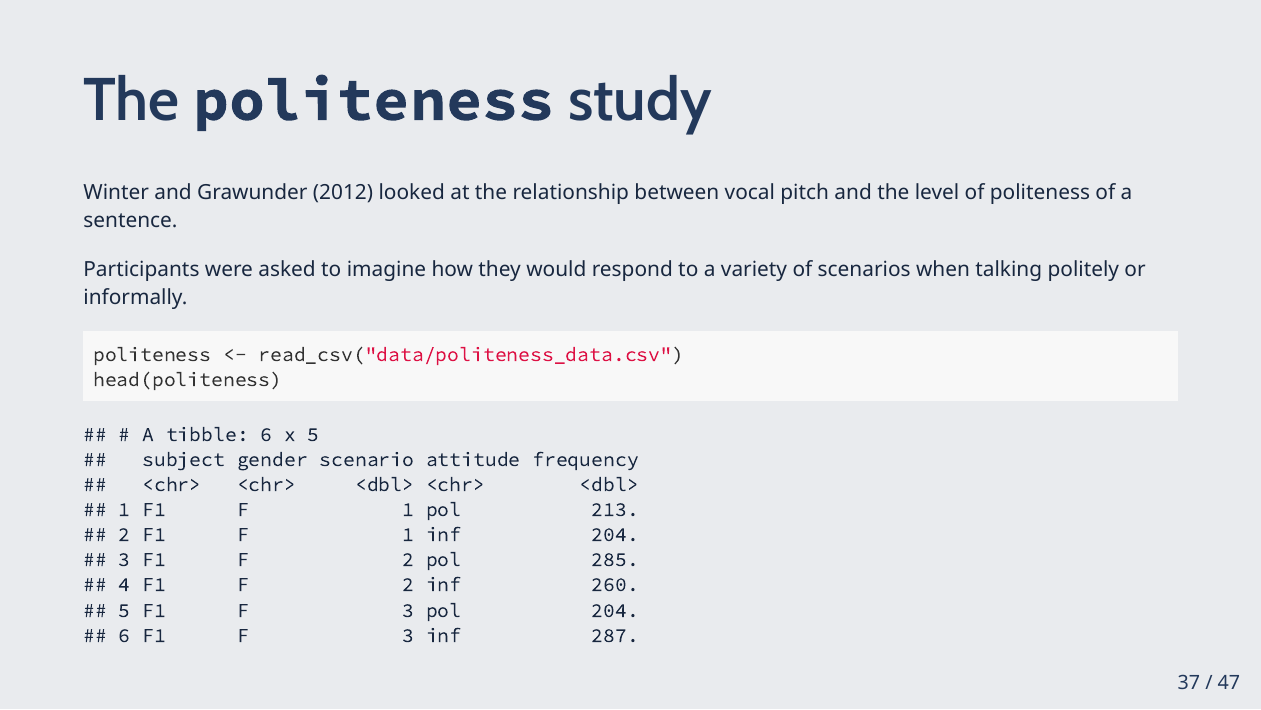 The politeness study
Winter and Grawunder (2012) looked at the relationship between vocal pitch and the level of politeness of a
sentence.
Participants were asked to imagine how they would respond to a variety of scenarios when talking politely or
informally.
politeness <- read_csv("data/politeness_data.csv")
head(politeness)
## # A tibble: 6 x 5
##   subject gender scenario attitude frequency
##   <chr>   <chr>     <dbl> <chr>        <dbl>
## 1 F1      F             1 pol           213.
## 2 F1      F             1 inf           204.
## 3 F1      F             2 pol           285.
## 4 F1      F             2 inf           260.
## 5 F1      F             3 pol           204.
## 6 F1      F             3 inf           287.
37 / 47